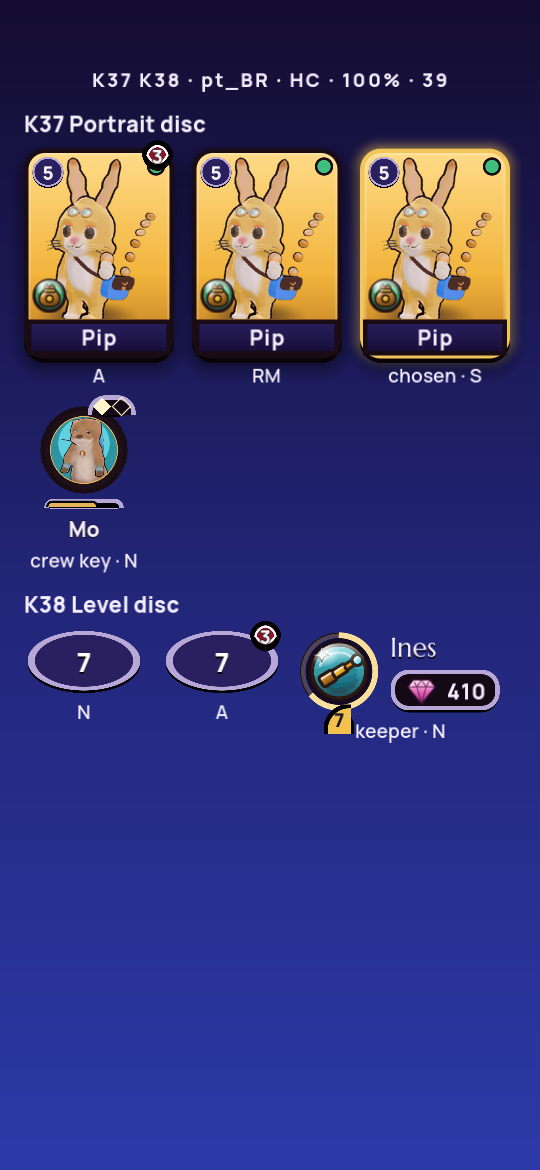 K37 K38 · pt_BR · HC · 100% · 39
K37 Portrait disc
5 3 5 5
Pip Pip Pip
A RM chosen · S
Mo
crew key · N
K38 Level disc
7 7 3 Ines
410
N A 7 keeper · N